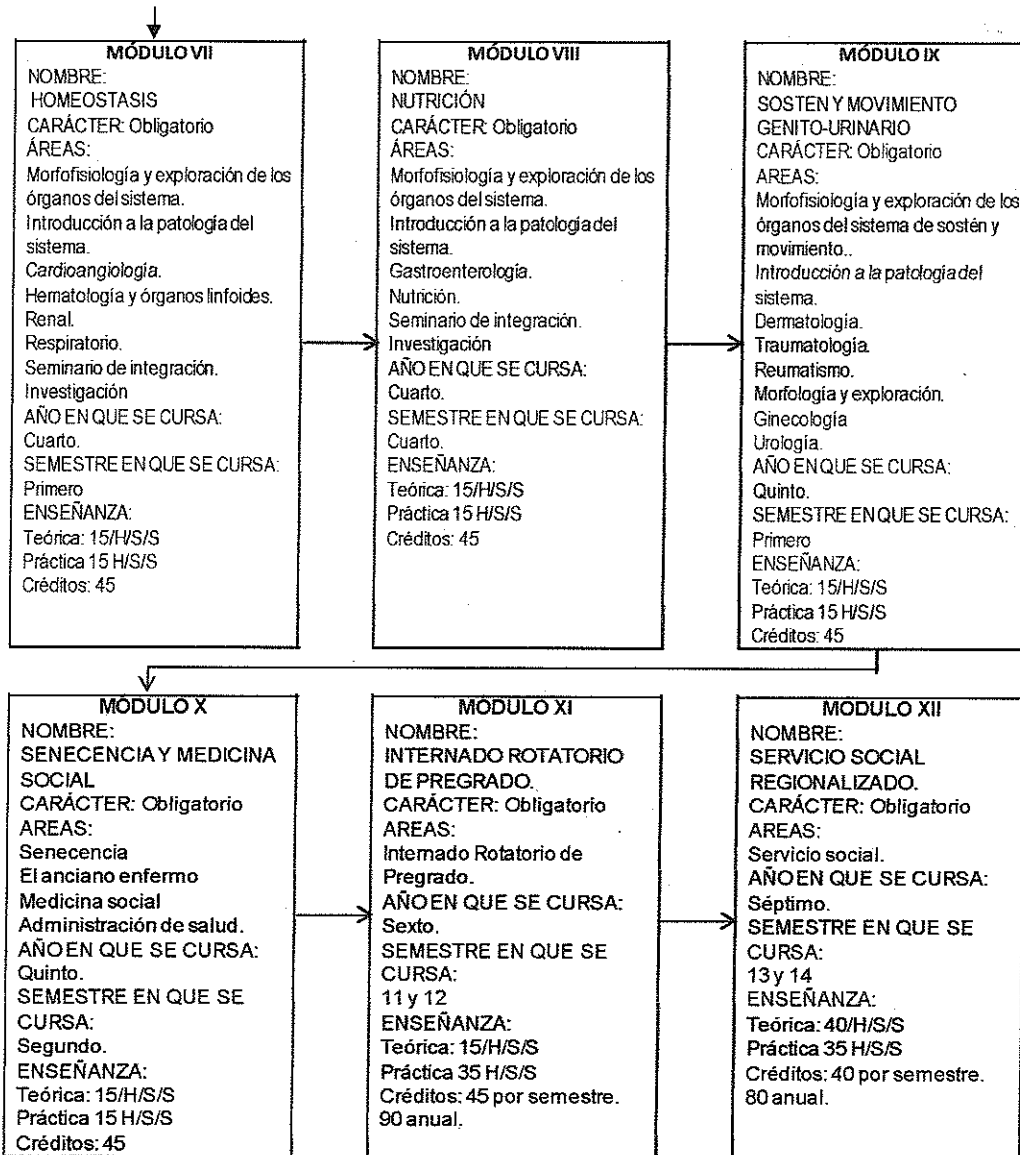 MÓDULO VII
NOMBRE:
HOMEOSTASIS
CARÁCTER: Obligatorio
ÁREAS:
Morfofisiología y exploración de los
órganos del sistema.
Introducción a la patología del
sistema.
Cardioangiología.
Hematología y órganos linfoides.
Renal.
Respiratorio.
Seminario de integración.
Investigación
AÑO EN QUE SE CURSA:
Cuarto.
SEMESTRE EN QUE SE CURSA:
Primero
ENSEÑANZA:
Teórica: 15/H/S/S
Práctica 15 H/S/S
Créditos: 45
MÓDULO VIII
NOMBRE:
NUTRICIÓN
CARÁCTER: Obligatorio
ÁREAS:
Morfofisiología y exploración de los
órganos del sistema.
Introducción a la patología del
sistema.
Gastroenterología.
Nutrición.
Seminario de integración.
Investigación
AÑO EN QUE SE CURSA:
Cuarto.
SEMESTRE EN QUE SE CURSA:
Cuarto.
ENSEÑANZA:
Teórica: 15/H/S/S
Práctica 15 H/S/S
Créditos: 45
MÓDULO IX
NOMBRE:
SOSTEN Y MOVIMIENTO
GENITO-URINARIO
CARÁCTER: Obligatorio
AREAS:
Morfofisiología y exploración de los
órganos del sistema de sostén y
movimiento..
Introducción a la patología del
sistema.
Dermatología.
Traumatología.
Reumatismo.
Morfología y exploración.
Ginecología
Urología.
AÑO EN QUE SE CURSA:
Quinto.
SEMESTRE EN QUE SE CURSA:
Primero
ENSEÑANZA:
Teórica: 15/H/S/S
Práctica 15 H/S/S
Créditos: 45
MÓDULO X
NOMBRE:
SENECENCIA Y MEDICINA
SOCIAL
CARÁCTER: Obligatorio
AREAS:
Senecencia
El anciano enfermo
Medicina social
Administración de salud.
AÑO EN QUE SE CURSA:
Quinto.
SEMESTRE EN QUE SE
CURSA:
Segundo.
ENSEÑANZA:
Teórica: 15/H/S/S
Práctica 15 H/S/S
Créditos: 45
MODULO XI
NOMBRE:
INTERNADO ROTATORIO
DE PREGRADO.
CARÁCTER: Obligatorio
AREAS:
Internado Rotatorio de
Pregrado.
AÑO EN QUE SE CURSA:
Sexto.
SEMESTRE EN QUE SE
CURSA:
11 y 12
ENSEÑANZA:
Teórica: 15/H/S/S
Práctica 35 H/S/S
Créditos: 45 por semestre.
90 anual.
MODULO XII
NOMBRE:
SERVICIO SOCIAL
REGIONALIZADO.
CARÁCTER: Obligatorio
AREAS:
Servicio social.
AÑO EN QUE SE CURSA:
Séptimo.
SEMESTRE EN QUE SE
CURSA:
13 y 14
ENSEÑANZA:
Teórica: 40/H/S/S
Práctica 35 H/S/S
Créditos: 40 por semestre.
80 anual.